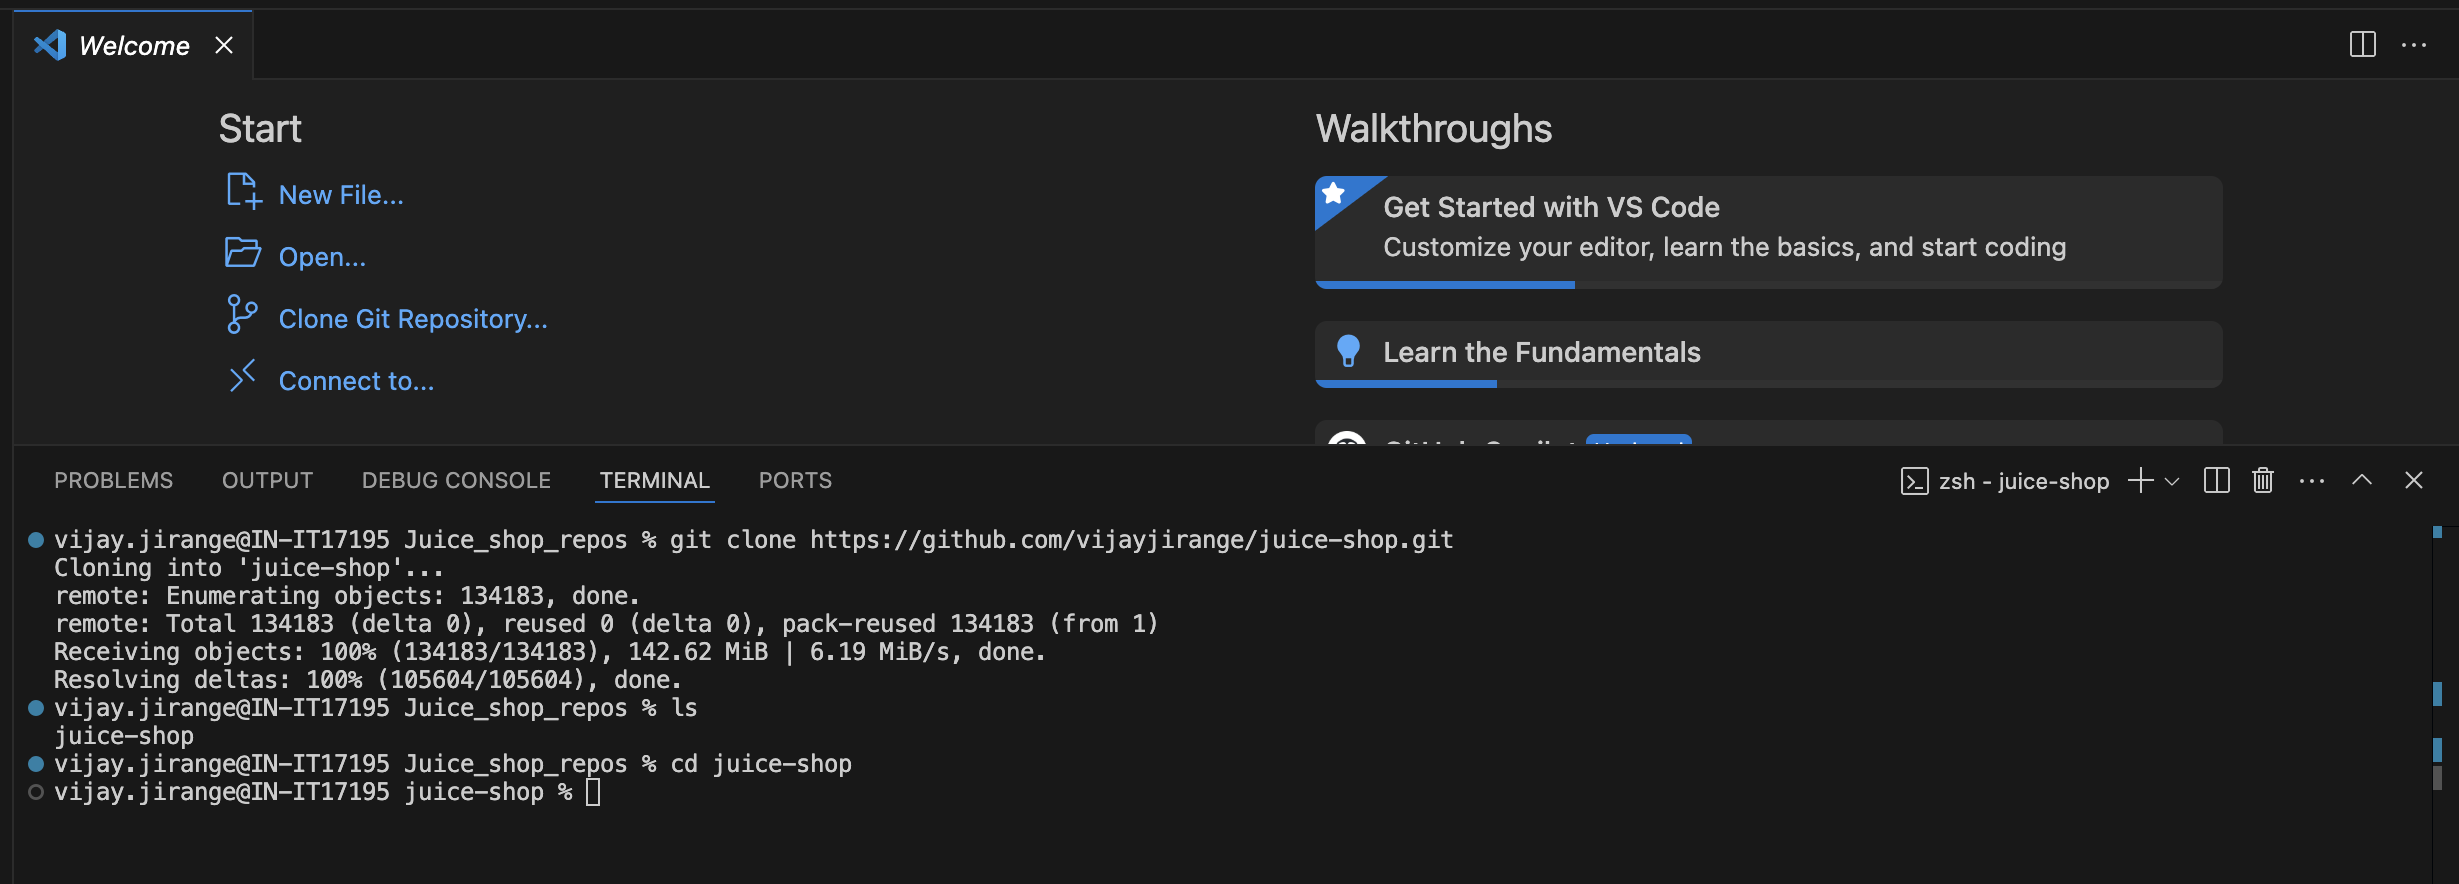 Welcome
Start
New File...
Open...
Clone Git Repository...
Connect to...
Walkthroughs
Get Started with VS Code
Customize your editor, learn the basics, and start coding
Learn the Fundamentals
PROBLEMS OUTPUT DEBUG CONSOLE TERMINAL PORTS zsh - juice-shop
vijay.jirange@IN-IT17195 Juice_shop_repos % git clone https://github.com/vijayjirange/juice-shop.git
Cloning into 'juice-shop'...
remote: Enumerating objects: 134183, done.
remote: Total 134183 (delta 0), reused 0 (delta 0), pack-reused 134183 (from 1)
Receiving objects: 100% (134183/134183), 142.62 MiB | 6.19 MiB/s, done.
Resolving deltas: 100% (105604/105604), done.
vijay.jirange@IN-IT17195 Juice_shop_repos % ls
juice-shop
vijay.jirange@IN-IT17195 Juice_shop_repos % cd juice-shop
vijay.jirange@IN-IT17195 juice-shop %